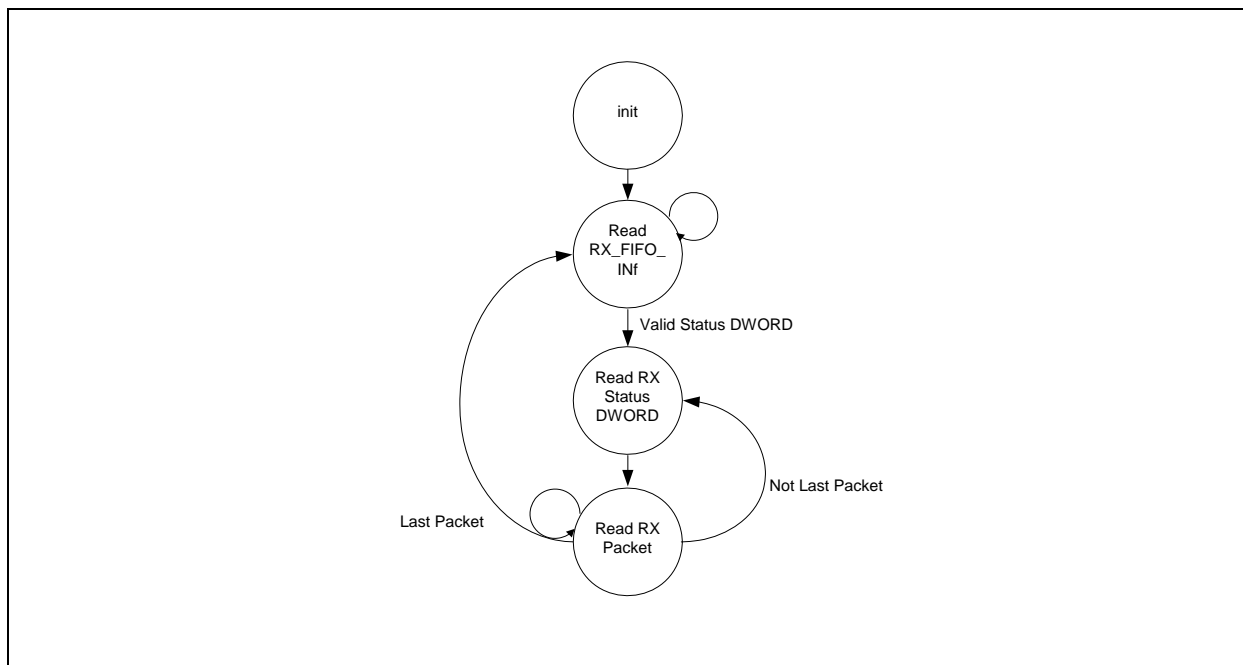 init
Read
RX_FIFO_
INf
Valid Status DWORD
Read RX
Status
DWORD
Not Last Packet
Last Packet
Read RX
Packet